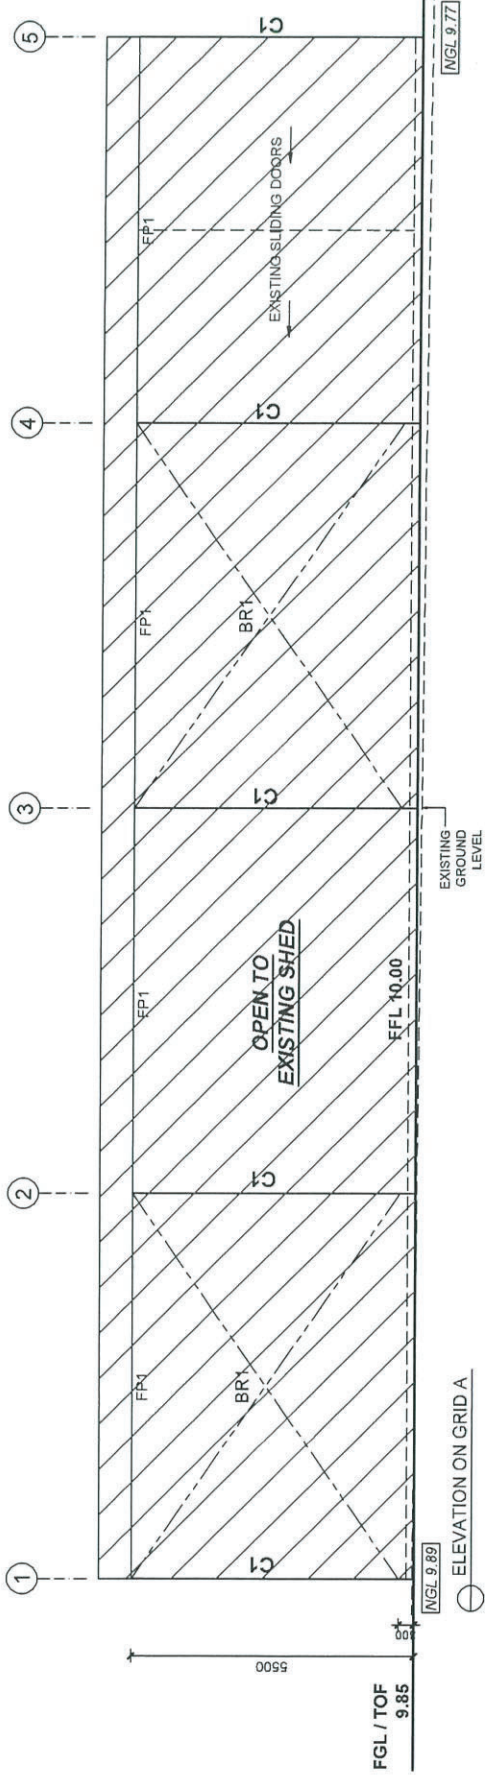 1
2
3
4
5
FP1
FP1
FP1
FP1
C1
C1
C1
C1
C1
BR1
BR1
OPEN TO
EXISTING SHED
EXISTING SLIDING DOORS
5500
FFL 10.00
FGL / TOF
9.85
NGL 9.89
EXISTING
GROUND
LEVEL
NGL 9.77
ELEVATION ON GRID A